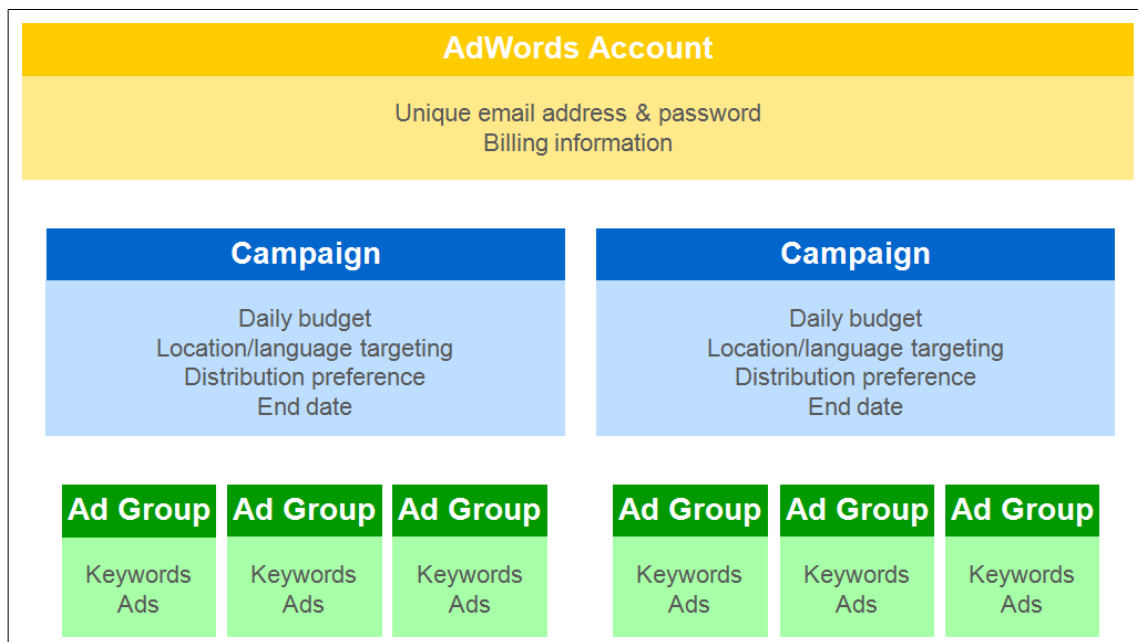 AdWords Account
Unique email address & password
Billing information
Campaign
Daily budget
Location/language targeting
Distribution preference
End date
Campaign
Daily budget
Location/language targeting
Distribution preference
End date
Ad Group
Keywords
Ads
Ad Group
Keywords
Ads
Ad Group
Keywords
Ads
Ad Group
Keywords
Ads
Ad Group
Keywords
Ads
Ad Group
Keywords
Ads